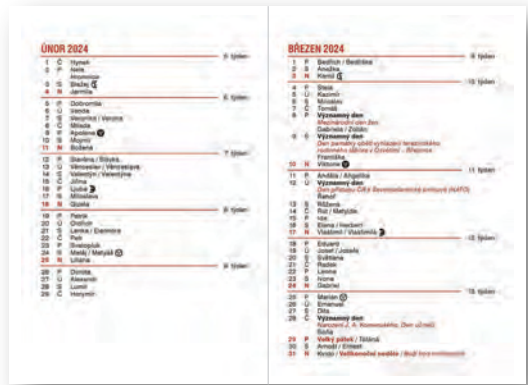 ÚNOR 2024
5. týden
1 Č Hynek
2 P Nela
Hromnice
3 S Blažej
4 N Jarmila
6. týden
5 P Dobromila
6 Ú Vanda
7 S Veronika / Verona
8 Č Milada
9 P Apolena
10 S Mojmír
11 N Božena
7. týden
12 P Slavěna / Slávka
13 Ú Věnceslav / Věnceslava
14 S Valentýn / Valentýna
15 Č Jiřina
16 P Ljuba
17 S Miloslava
18 N Gizela
8. týden
19 P Patrik
20 Ú Oldřich
21 S Lenka / Eleonora
22 Č Petr
23 P Svatopluk
24 S Matěj / Matyáš
25 N Liliana
9. týden
26 P Dorota
27 Ú Alexandr
28 S Lumír
29 Č Horymír
BŘEZEN 2024
9. týden
1 P Bedřich / Bedřiška
2 S Anežka
3 N Kamil
10. týden
4 P Stela
5 Ú Kazimír
6 S Miroslav
7 Č Tomáš
8 P Významný den
Mezinárodní den žen
Gabriela / Zoltán
9 S Významný den
Den památky obětí vyhlazení terezínského
rodinného tábora v Osvětimi - Březince
Františka
10 N Viktorie
11. týden
11 P Anděla / Angelika
12 Ú Významný den
Den přístupu ČR k Severoatlantické smlouvě (NATO)
Řehoř
13 S Růžena
14 Č Rút / Matylda
15 P Ida
16 S Elena / Herbert
17 N Vlastimil / Vlastimila
12. týden
18 P Eduard
19 Ú Josef / Josefa
20 S Světlana
21 Č Radek
22 P Leona
23 S Ivona
24 N Gabriel
13. týden
25 P Marián
26 Ú Emanuel
27 S Dita
28 Č Významný den
Narození J. A. Komenského, Den učitelů
Soňa
29 P Velký pátek / Taťána
30 S Arnošt / Ernest
31 N Kvido / Velikonoční neděle / Boží hod velikonoční